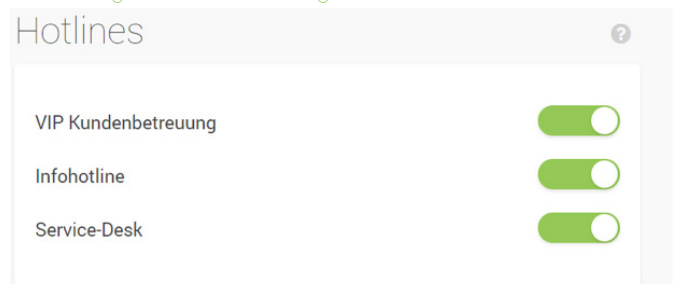 Hotlines
?
VIP Kundenbetreuung
Infohotline
Service-Desk